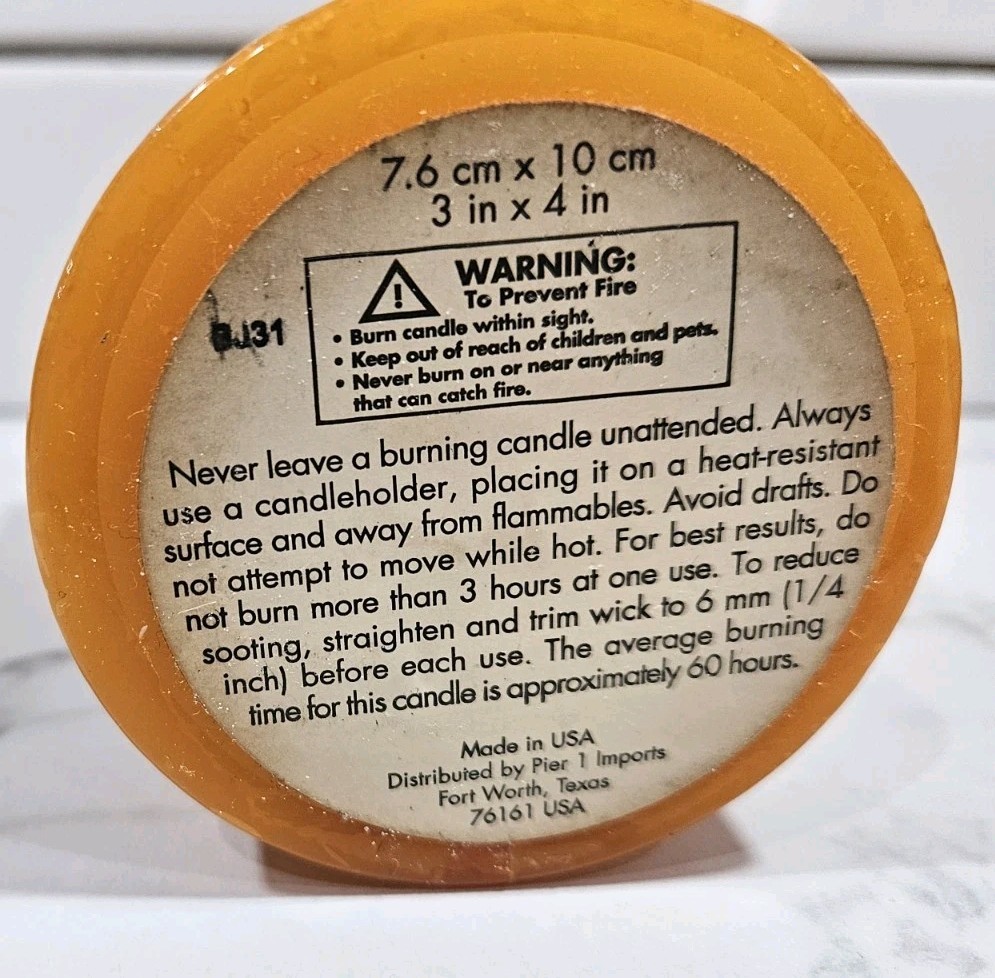 7.6 cm x 10 cm
3 in x 4 in
WARNING:
To Prevent Fire
• Burn candle within sight.
• Keep out of reach of children and pets.
• Never burn on or near anything
that can catch fire.
BJ31
Never leave a burning candle unattended. Always
use a candleholder, placing it on a heat-resistant
surface and away from flammables. Avoid drafts. Do
not attempt to move while hot. For best results, do
not burn more than 3 hours at one use. To reduce
sooting, straighten and trim wick to 6 mm (1/4
inch) before each use. The average burning
time for this candle is approximately 60 hours.
Made in USA
Distributed by Pier 1 Imports
Fort Worth, Texas
76161 USA